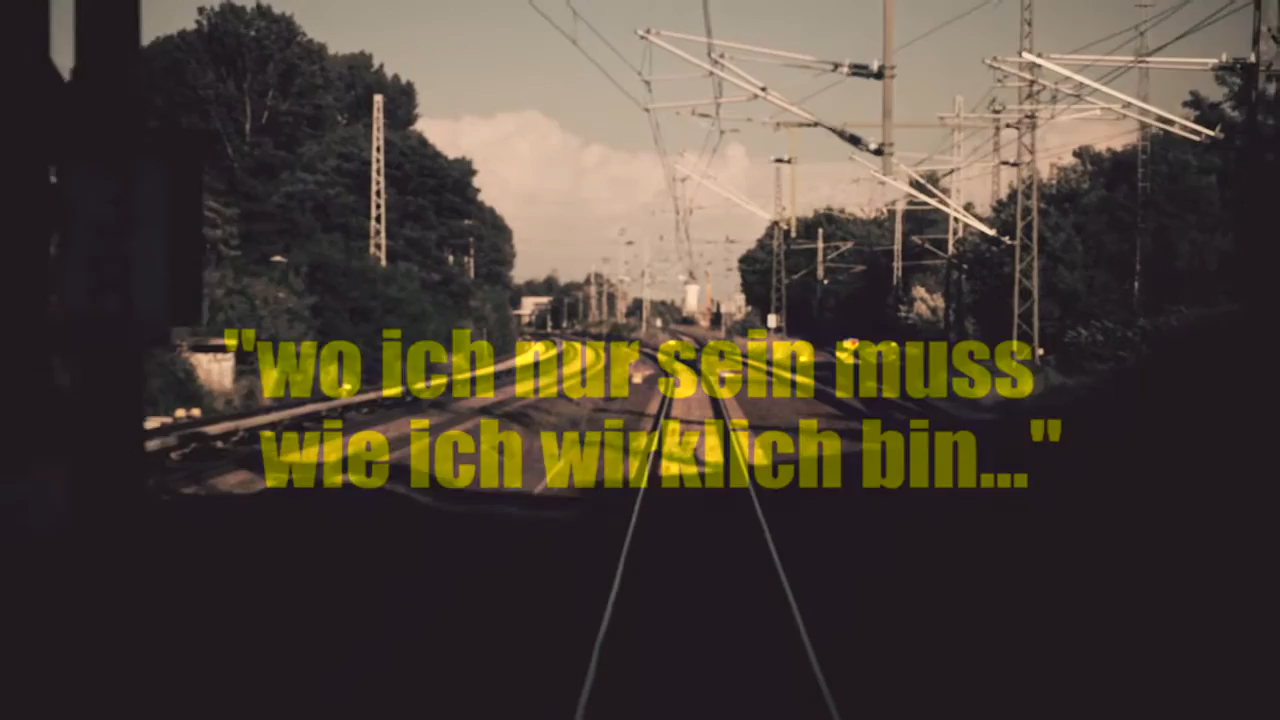 "wo ich nur sein muss
wie ich wirklich bin..."